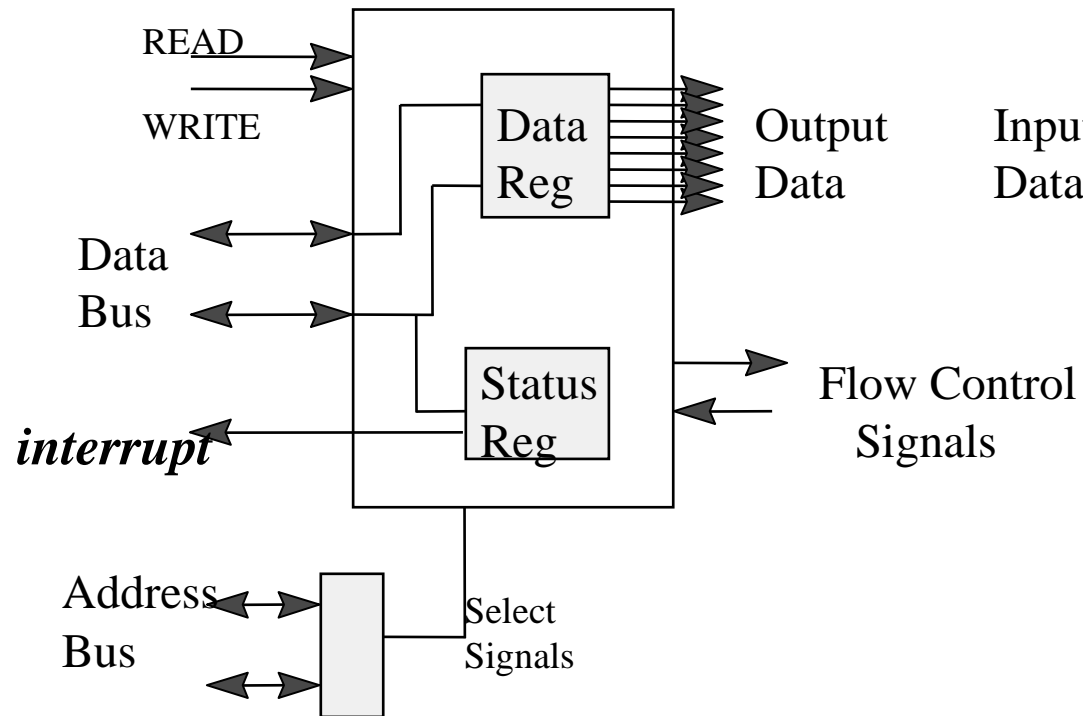 READ
WRITE
Data
Reg
Output
Data
Data
Data
Bus
Status
Reg
Flow Control
Signals
interrupt
Address
Bus
Select
Signals